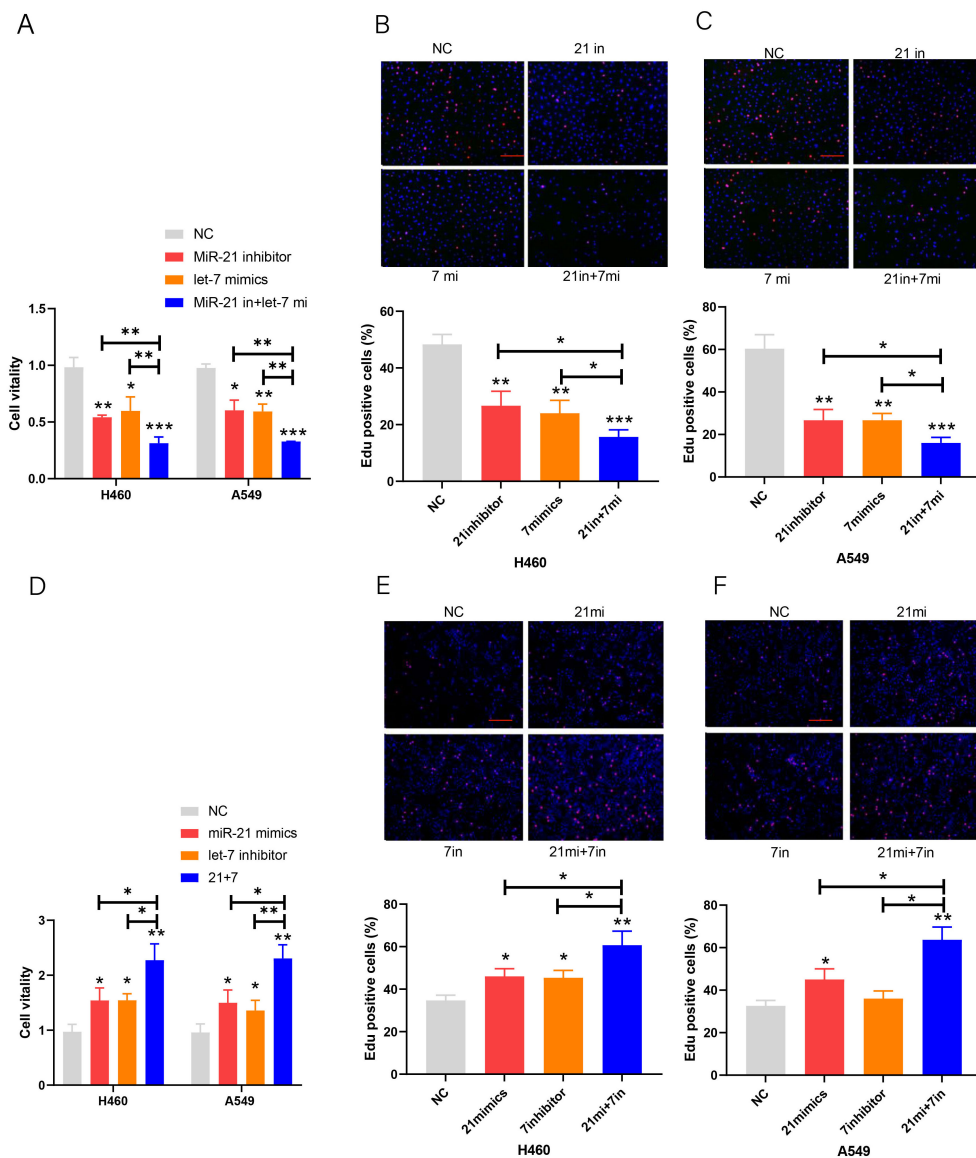 A
NC
MiR-21 inhibitor
let-7 mimics
MiR-21 in+let-7 mi
Cell vitality
1.5
1.0
0.5
0.0
** ** ** **
** * *** * ** ***
H460 A549
B
NC 21 in
7 mi 21in+7mi
Edu positive cells (%)
60
40
20
0
*
*
** ** ***
NC 21inhibitor 7mimics 21in+7mi
H460
C
NC 21 in
7 mi 21in+7mi
Edu positive cells (%)
80
60
40
20
0
*
*
** ** ***
NC 21inhibitor 7mimics 21in+7mi
A549
D
NC
miR-21 mimics
let-7 inhibitor
21+7
Cell vitality
3
2
1
0
* * * **
* * ** * * **
H460 A549
E
NC 21mi
7in 21mi+7in
Edu positive cells (%)
80
60
40
20
0
*
*
* * **
NC 21mimics 7inhibitor 21mi+7in
H460
F
NC 21mi
7in 21mi+7in
Edu positive cells (%)
80
60
40
20
0
*
*
* **
NC 21mimics 7inhibitor 21mi+7in
A549